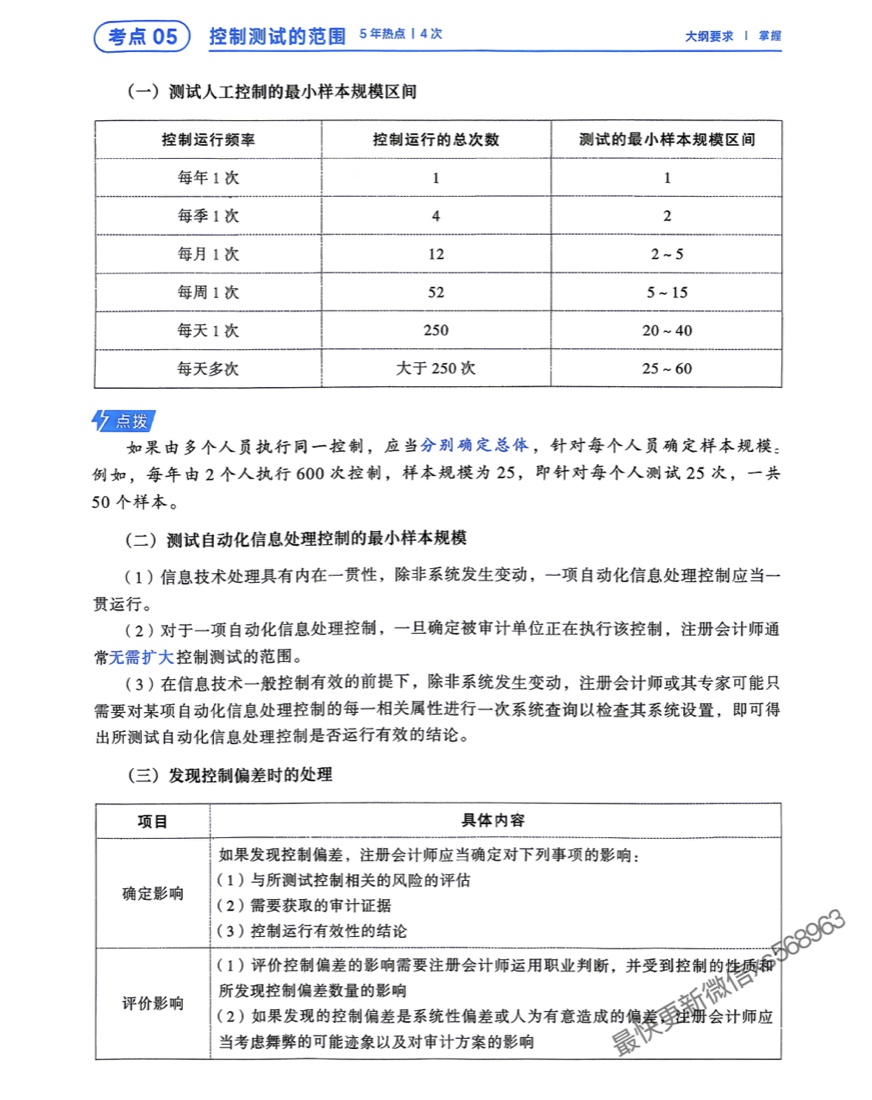 考点 05 控制测试的范围 5年热点 | 4次 大纲要求 | 掌握
（一）测试人工控制的最小样本规模区间
控制运行频率 控制运行的总次数 测试的最小样本规模区间
每年 1 次 1 1
每季 1 次 4 2
每月 1 次 12 2 ~ 5
每周 1 次 52 5 ~ 15
每天 1 次 250 20 ~ 40
每天多次 大于 250 次 25 ~ 60
点拨
如果由多个人员执行同一控制，应当分别确定总体，针对每个人员确定样本规模。
例如，每年由 2 个人执行 600 次控制，样本规模为 25，即针对每个人测试 25 次，一共
50 个样本。
（二）测试自动化信息处理控制的最小样本规模
（1）信息技术处理具有内在一贯性，除非系统发生变动，一项自动化信息处理控制应当一
贯运行。
（2）对于一项自动化信息处理控制，一旦确定被审计单位正在执行该控制，注册会计师通
常无需扩大控制测试的范围。
（3）在信息技术一般控制有效的前提下，除非系统发生变动，注册会计师或其专家可能只
需要对某项自动化信息处理控制的每一相关属性进行一次系统查询以检查其系统设置，即可得
出所测试自动化信息处理控制是否运行有效的结论。
（三）发现控制偏差时的处理
项目 具体内容
确定影响
如果发现控制偏差，注册会计师应当确定对下列事项的影响：
（1）与所测试控制相关的风险的评估
（2）需要获取的审计证据
（3）控制运行有效性的结论
评价影响
（1）评价控制偏差的影响需要注册会计师运用职业判断，并受到控制的性质和
所发现控制偏差数量的影响
（2）如果发现的控制偏差是系统性偏差或人为有意造成的偏差，注册会计师应
当考虑舞弊的可能迹象以及对审计方案的影响
最快更新微信568963